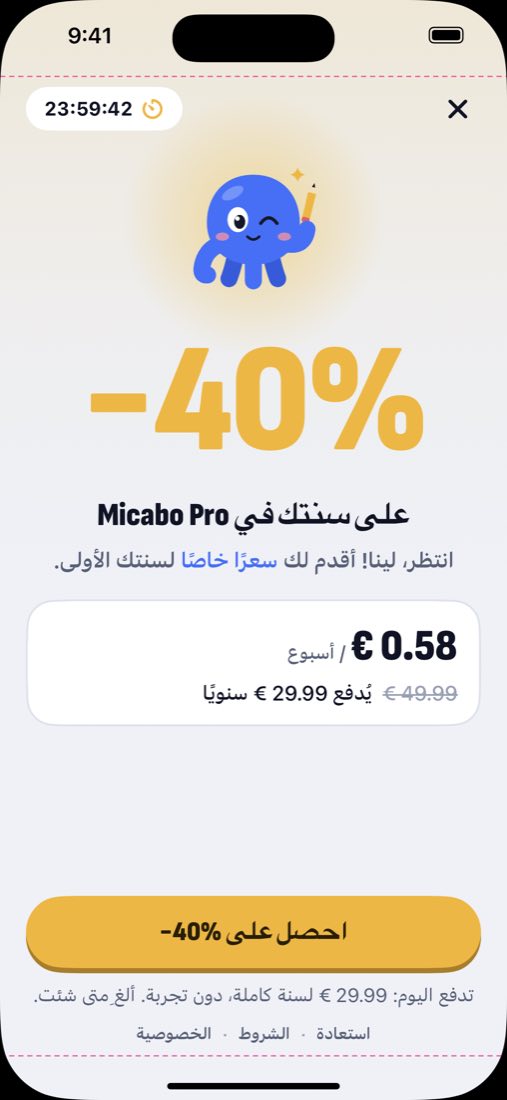 9:41
23:59:42
-40%
على سنتك في Micabo Pro
انتظر، لينا! أقدم لك سعرًا خاصًا لسنتك الأولى.
0.58 € / أسبوع
49.99 € يُدفع 29.99 € سنويًا
احصل على 40%-
تدفع اليوم: 29.99 € لسنة كاملة، دون تجربة. ألغِ متى شئت.
استعادة · الشروط · الخصوصية